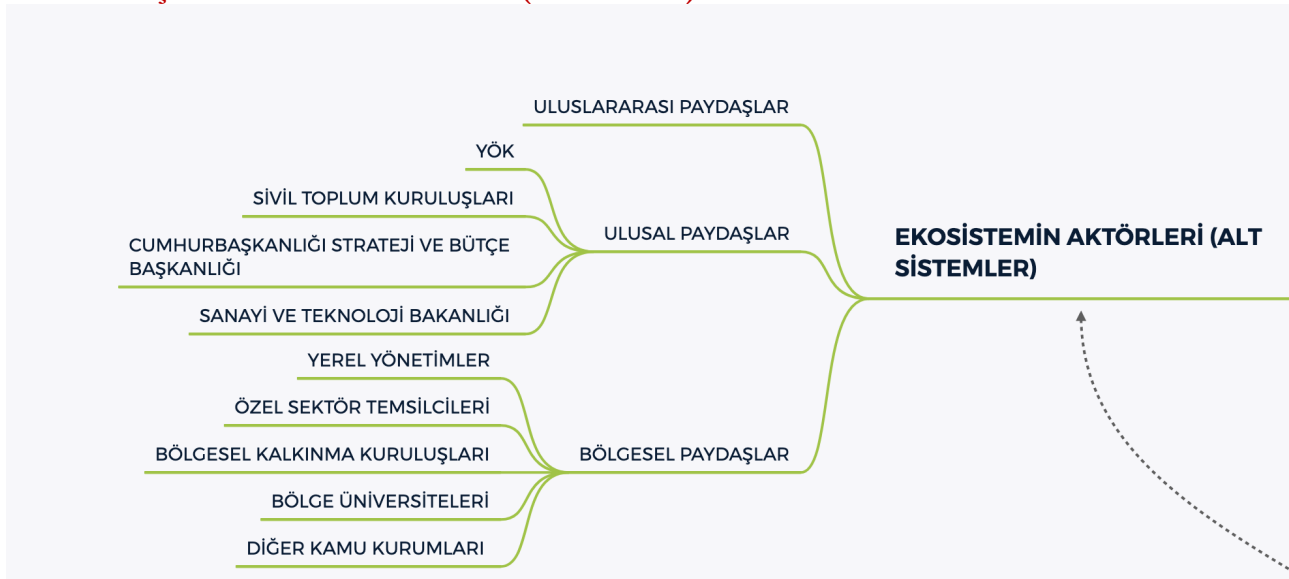 ULUSLARARASI PAYDAŞLAR
YÖK
SİVİL TOPLUM KURULUŞLARI
CUMHURBAŞKANLIĞI STRATEJİ VE BÜTÇE
BAŞKANLIĞI
SANAYİ VE TEKNOLOJİ BAKANLIĞI
ULUSAL PAYDAŞLAR
EKOSİSTEMİN AKTÖRLERİ (ALT
SİSTEMLER)
YEREL YÖNETİMLER
ÖZEL SEKTÖR TEMSİLCİLERİ
BÖLGESEL KALKINMA KURULUŞLARI
BÖLGE ÜNİVERSİTELERİ
DİĞER KAMU KURUMLARI
BÖLGESEL PAYDAŞLAR